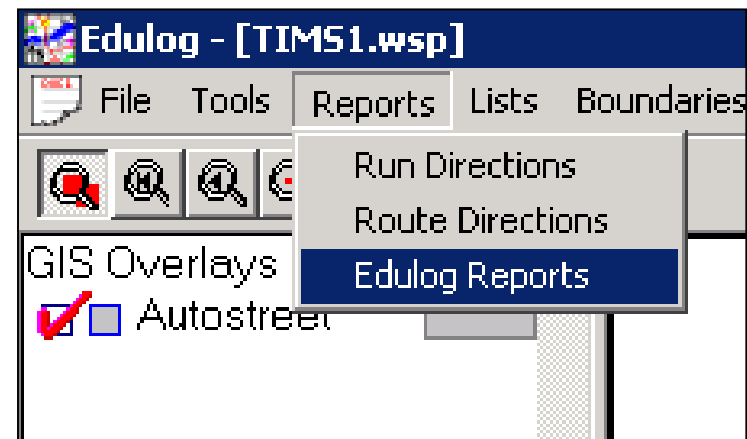 Edulog - [TIMS1.wsp]
File Tools Reports Lists Boundaries
Run Directions
Route Directions
Edulog Reports
GIS Overlays
Autostreet